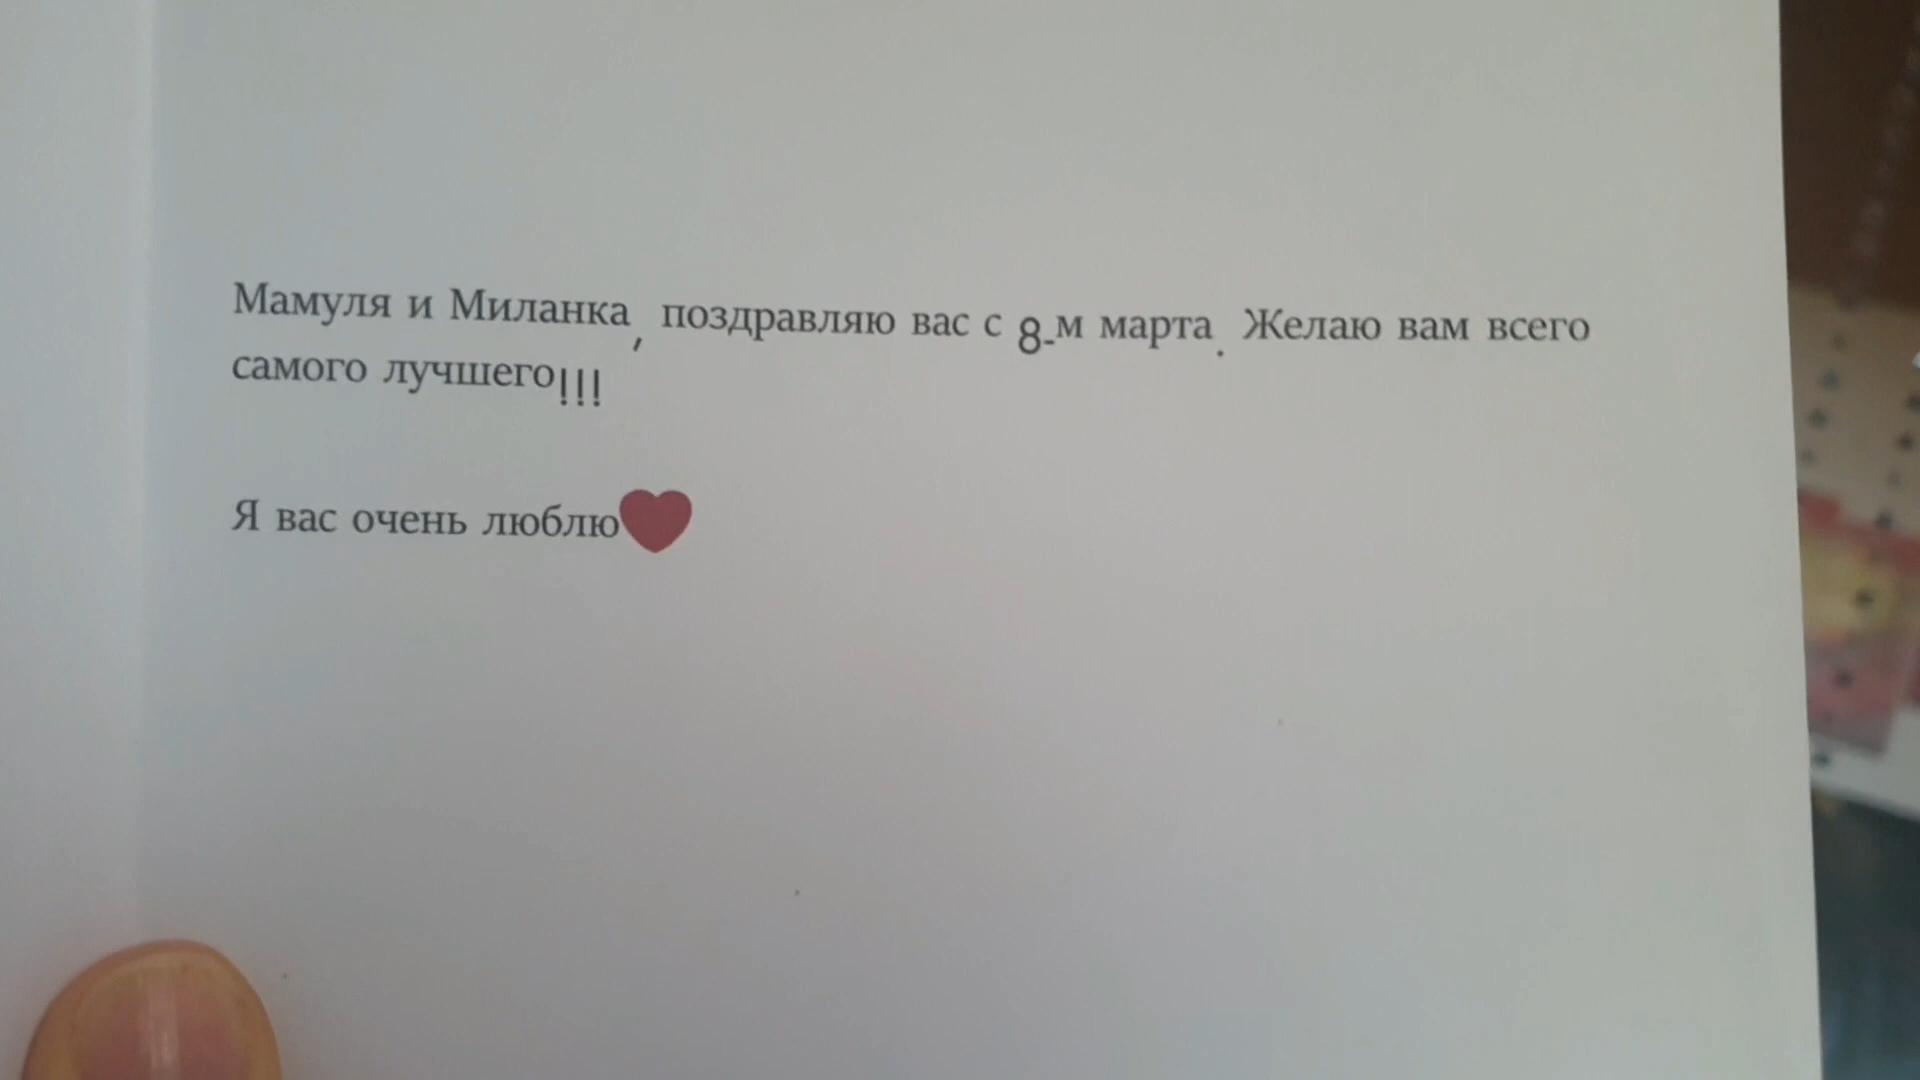 Мамуля и Миланка, поздравляю вас с 8-м марта. Желаю вам всего
самого лучшего!!!
Я вас очень люблю❤